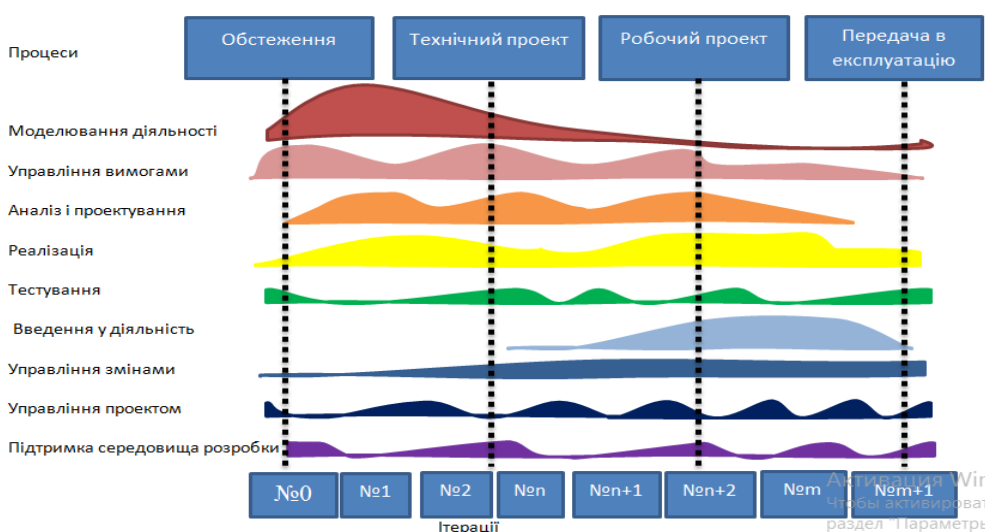 Процеси
Обстеження
Технічний проект
Робочий проект
Передача в
експлуатацію
Моделювання діяльності
Управління вимогами
Аналіз і проектування
Реалізація
Тестування
Введення у діяльність
Управління змінами
Управління проектом
Підтримка середовища розробки
№0
№1
№2
№n
№n+1
№n+2
№m
№m+1
Ітерації
Активация Win
Чтобы активироват
раздел "Параметры